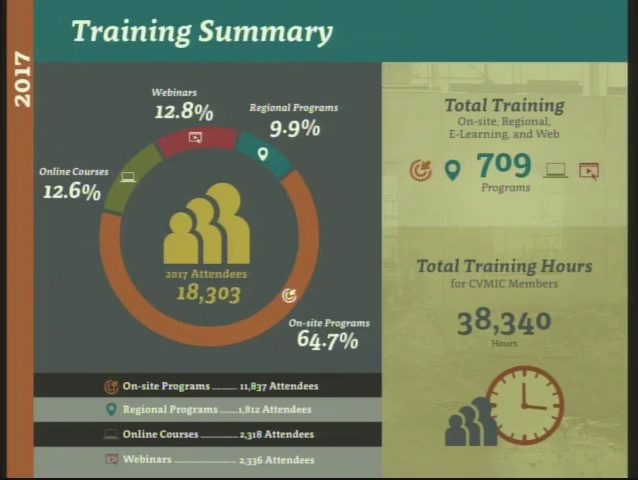 2017
Training Summary
Webinars
12.8%
Regional Programs
9.9%
Online Courses
12.6%
2017 Attendees
18,303
On-site Programs
64.7%
On-site Programs ......... 11,837 Attendees
Regional Programs ...... 1,812 Attendees
Online Courses .............. 2,318 Attendees
Webinars ..................... 2,336 Attendees
Total Training
On-site, Regional,
E-Learning, and Web
709
Programs
Total Training Hours
for CVMIC Members
38,340
Hours